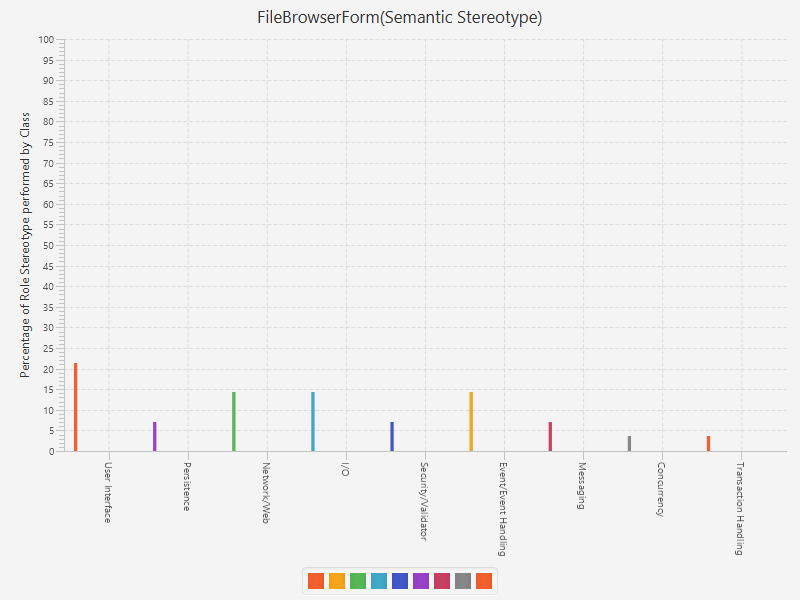 FileBrowserForm(Semantic Stereotype)
Percentage of Role Stereotype performed by Class
100
95
90
85
80
75
70
65
60
55
50
45
40
35
30
25
20
15
10
5
0
User Interface
Persistence
Network/Web
I/O
Security/Validator
Event/Event Handling
Messaging
Concurrency
Transaction Handling